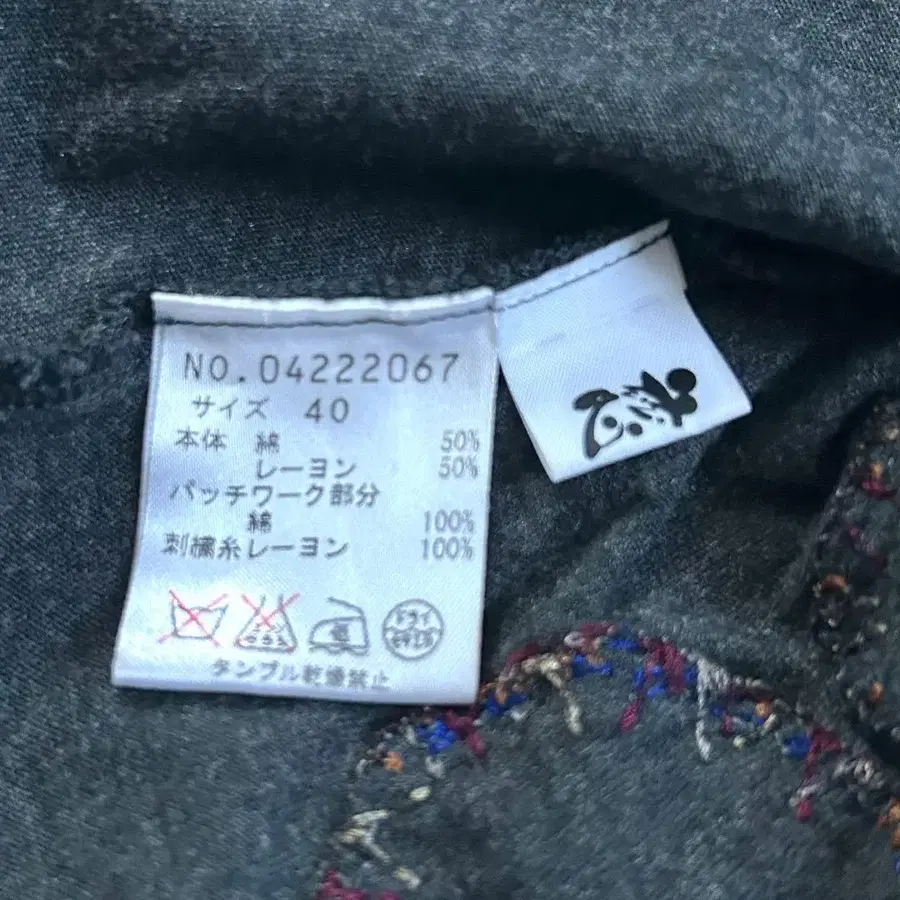 NO.04222067
サイズ 40
本体 綿 50%
レーヨン 50%
パッチワーク部分
綿 100%
刺繍糸レーヨン 100%
ドライ
タンブル乾燥禁止